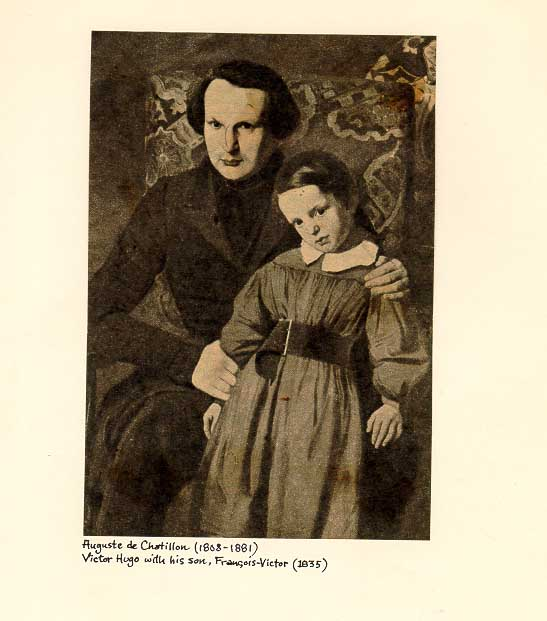 Auguste de Chatillon (1808-1881)
Victor Hugo with his son, François-Victor (1835)